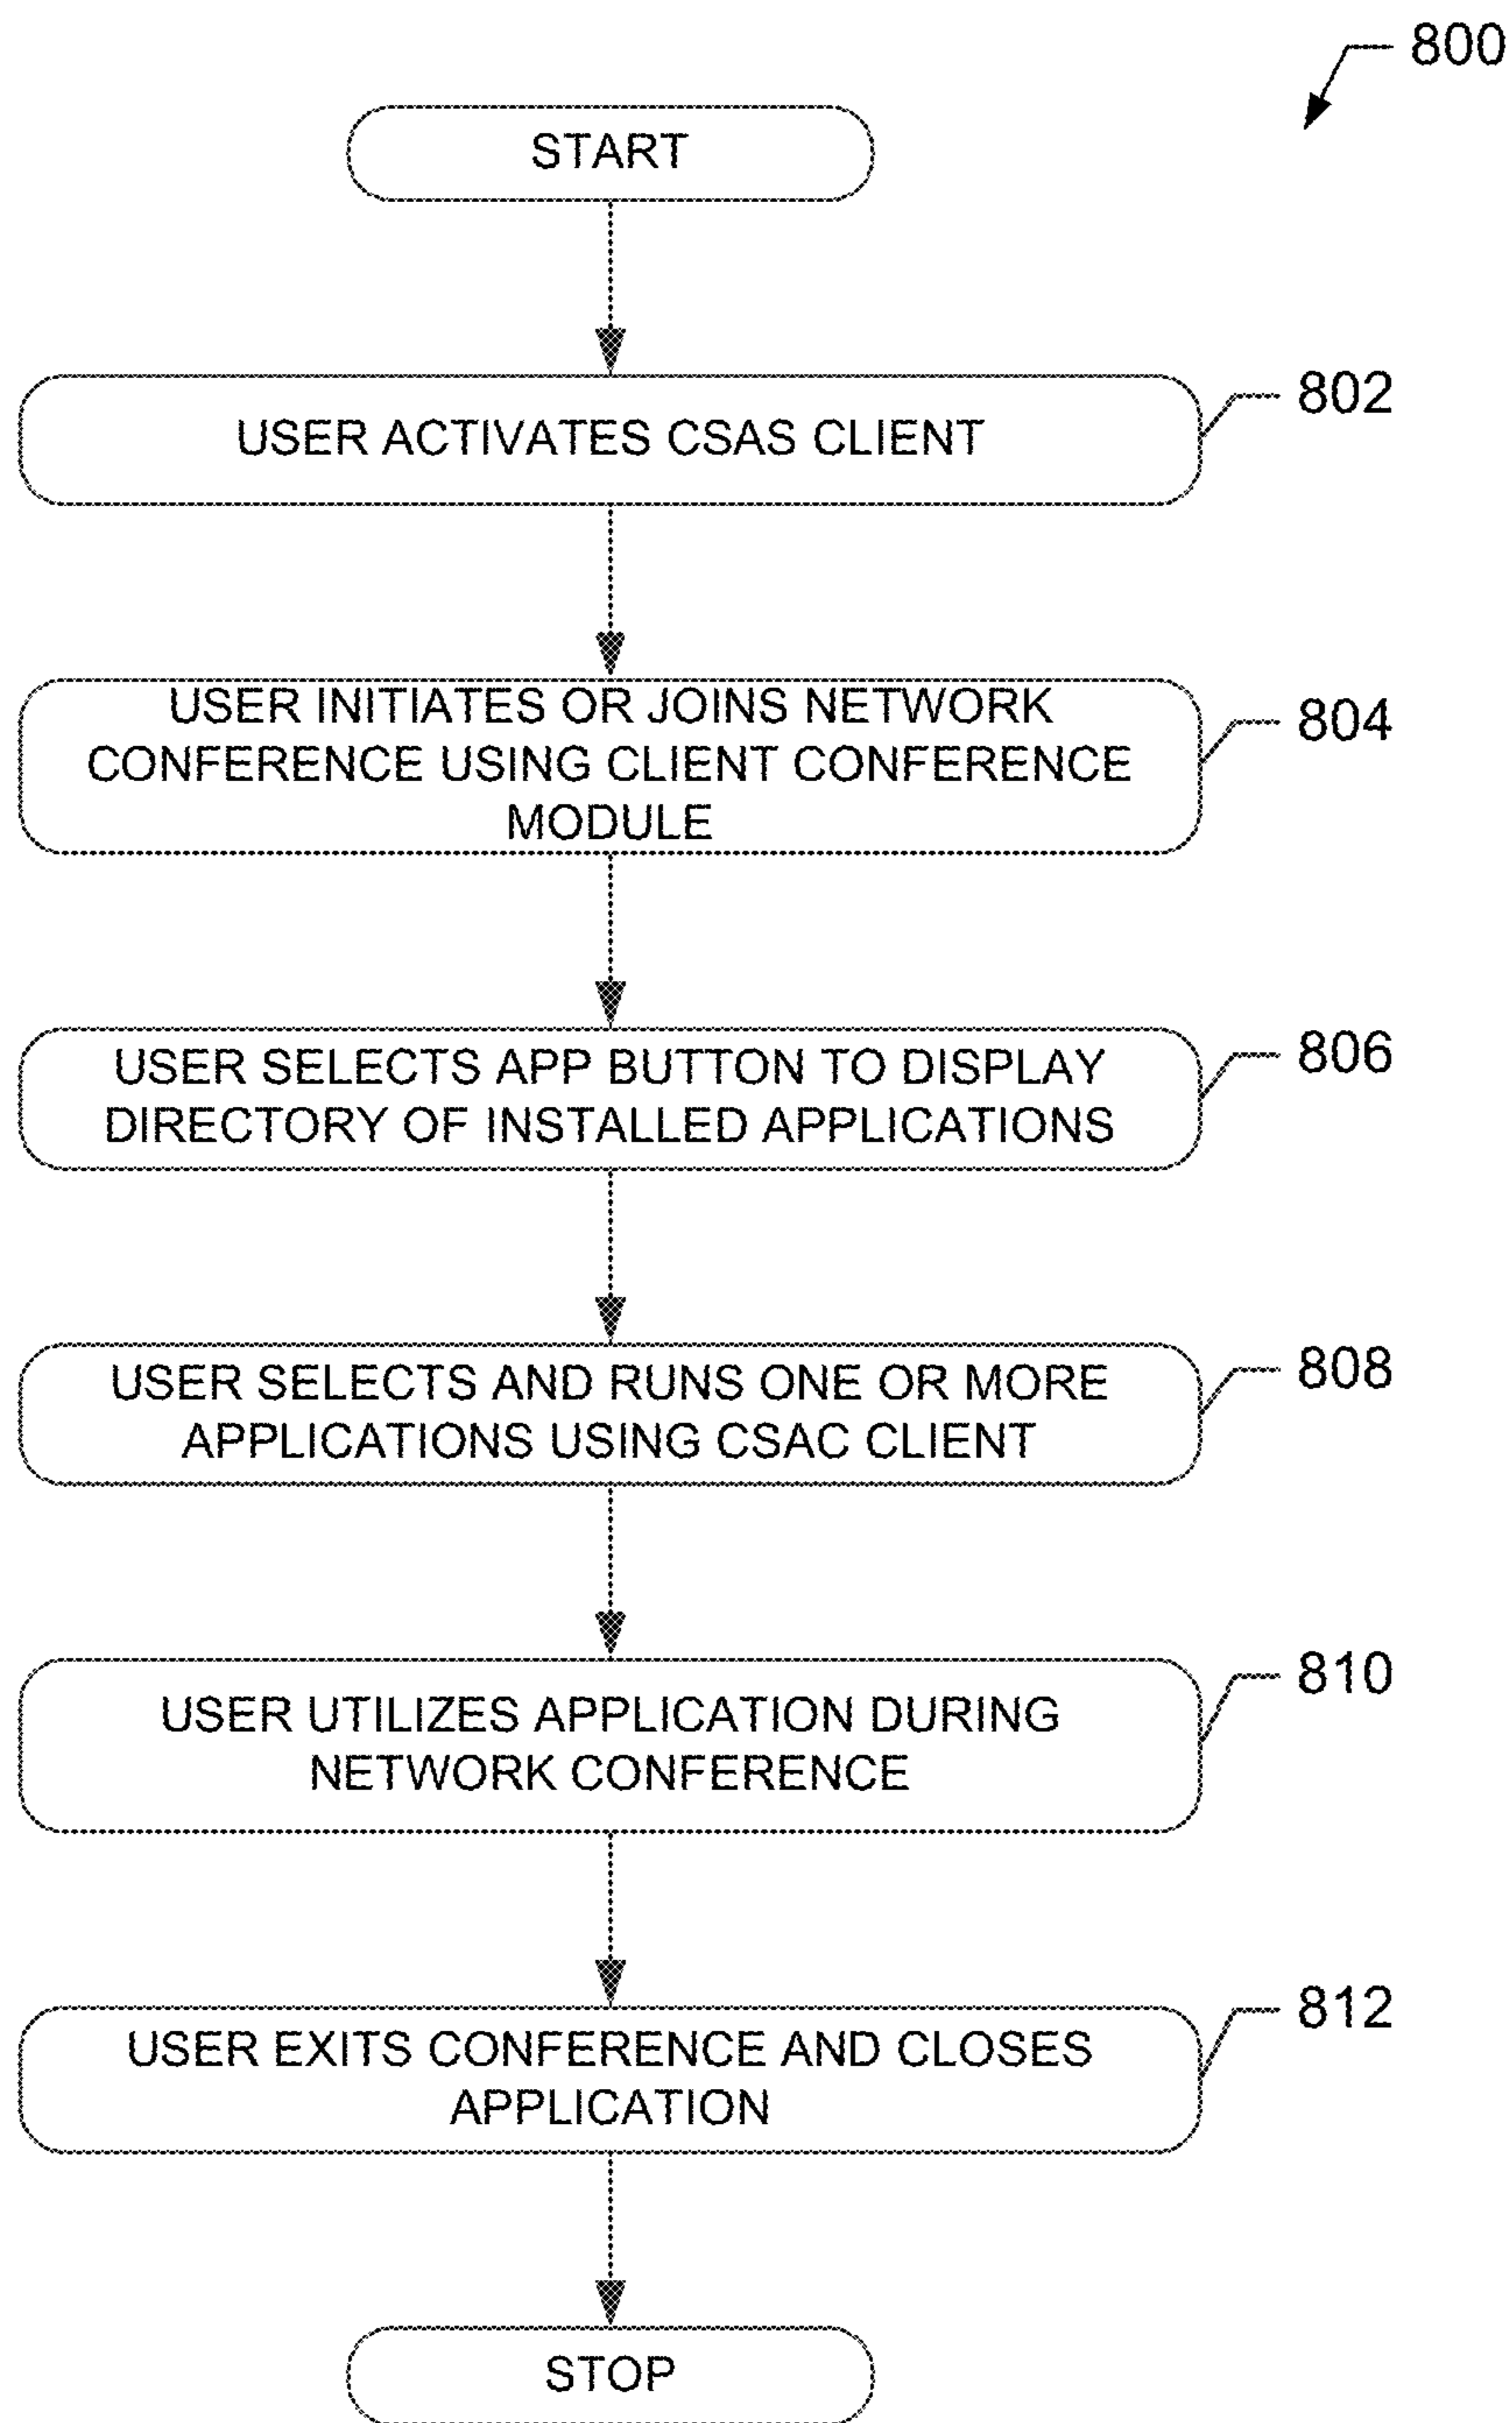 800
START
USER ACTIVATES CSAS CLIENT
802
USER INITIATES OR JOINS NETWORK
CONFERENCE USING CLIENT CONFERENCE
MODULE
804
USER SELECTS APP BUTTON TO DISPLAY
DIRECTORY OF INSTALLED APPLICATIONS
806
USER SELECTS AND RUNS ONE OR MORE
APPLICATIONS USING CSAC CLIENT
808
USER UTILIZES APPLICATION DURING
NETWORK CONFERENCE
810
USER EXITS CONFERENCE AND CLOSES
APPLICATION
812
STOP